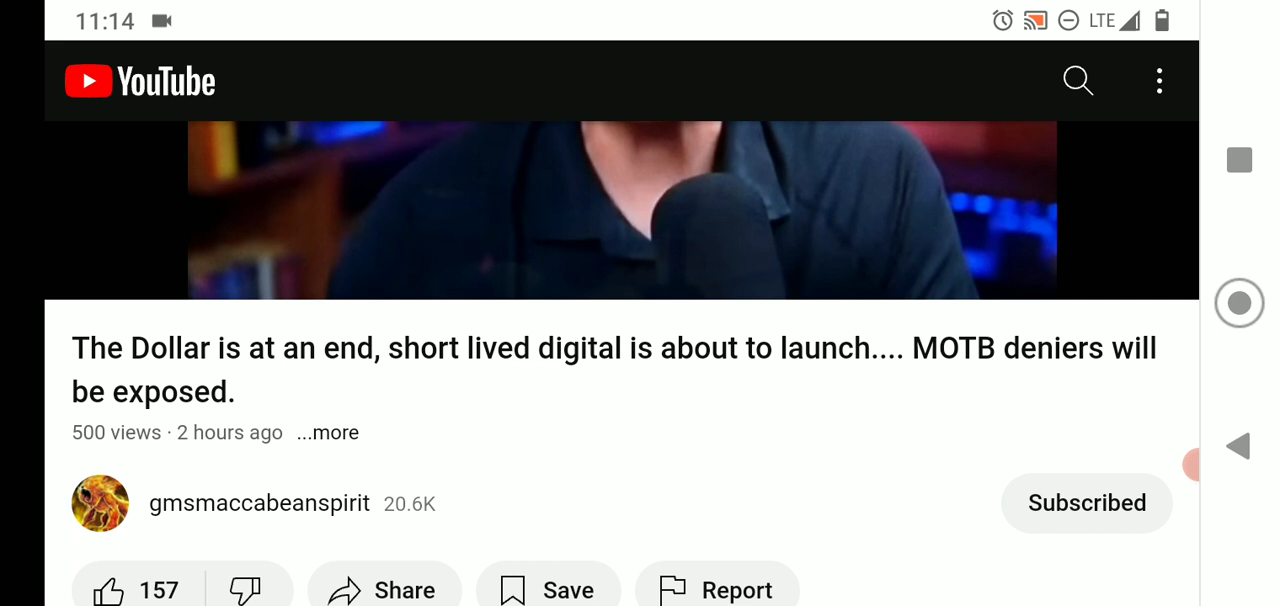 11:14 LTE
YouTube
The Dollar is at an end, short lived digital is about to launch.... MOTB deniers will
be exposed.
500 views · 2 hours ago ...more
gmsmaccabeanspirit 20.6K Subscribed
157 Share Save Report